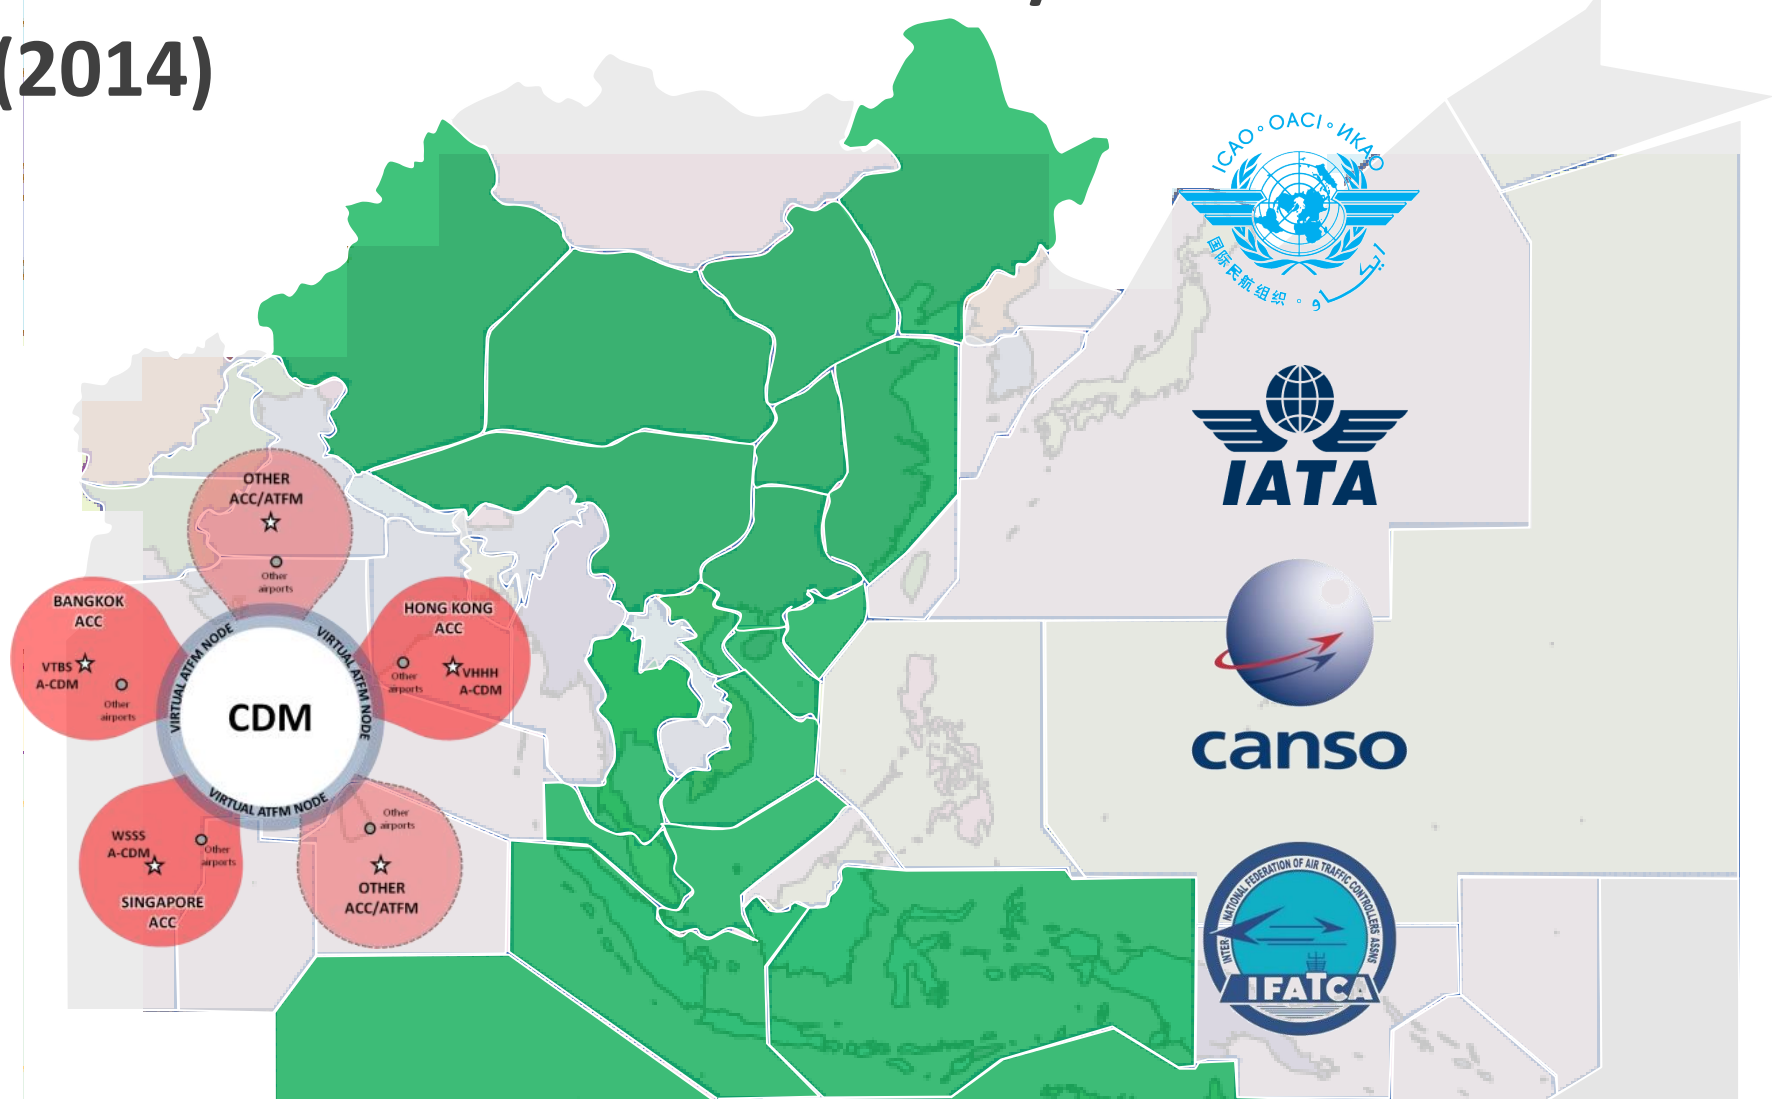 (2014)
ICAO ° OACI ° ИКАО
国际民航组织 ° ايكاو
IATA
canso
INTERNATIONAL FEDERATION OF AIR TRAFFIC CONTROLLERS ASSNS
IFATCA
OTHER
ACC/ATFM
Other
airports
BANGKOK
ACC
VTBS
A-CDM
Other
airports
HONG KONG
ACC
Other
airports
VHHH
A-CDM
VIRTUAL ATFM NODE
VIRTUAL ATFM NODE
CDM
VIRTUAL ATFM NODE
WSSS
A-CDM
Other
airports
SINGAPORE
ACC
Other
airports
OTHER
ACC/ATFM